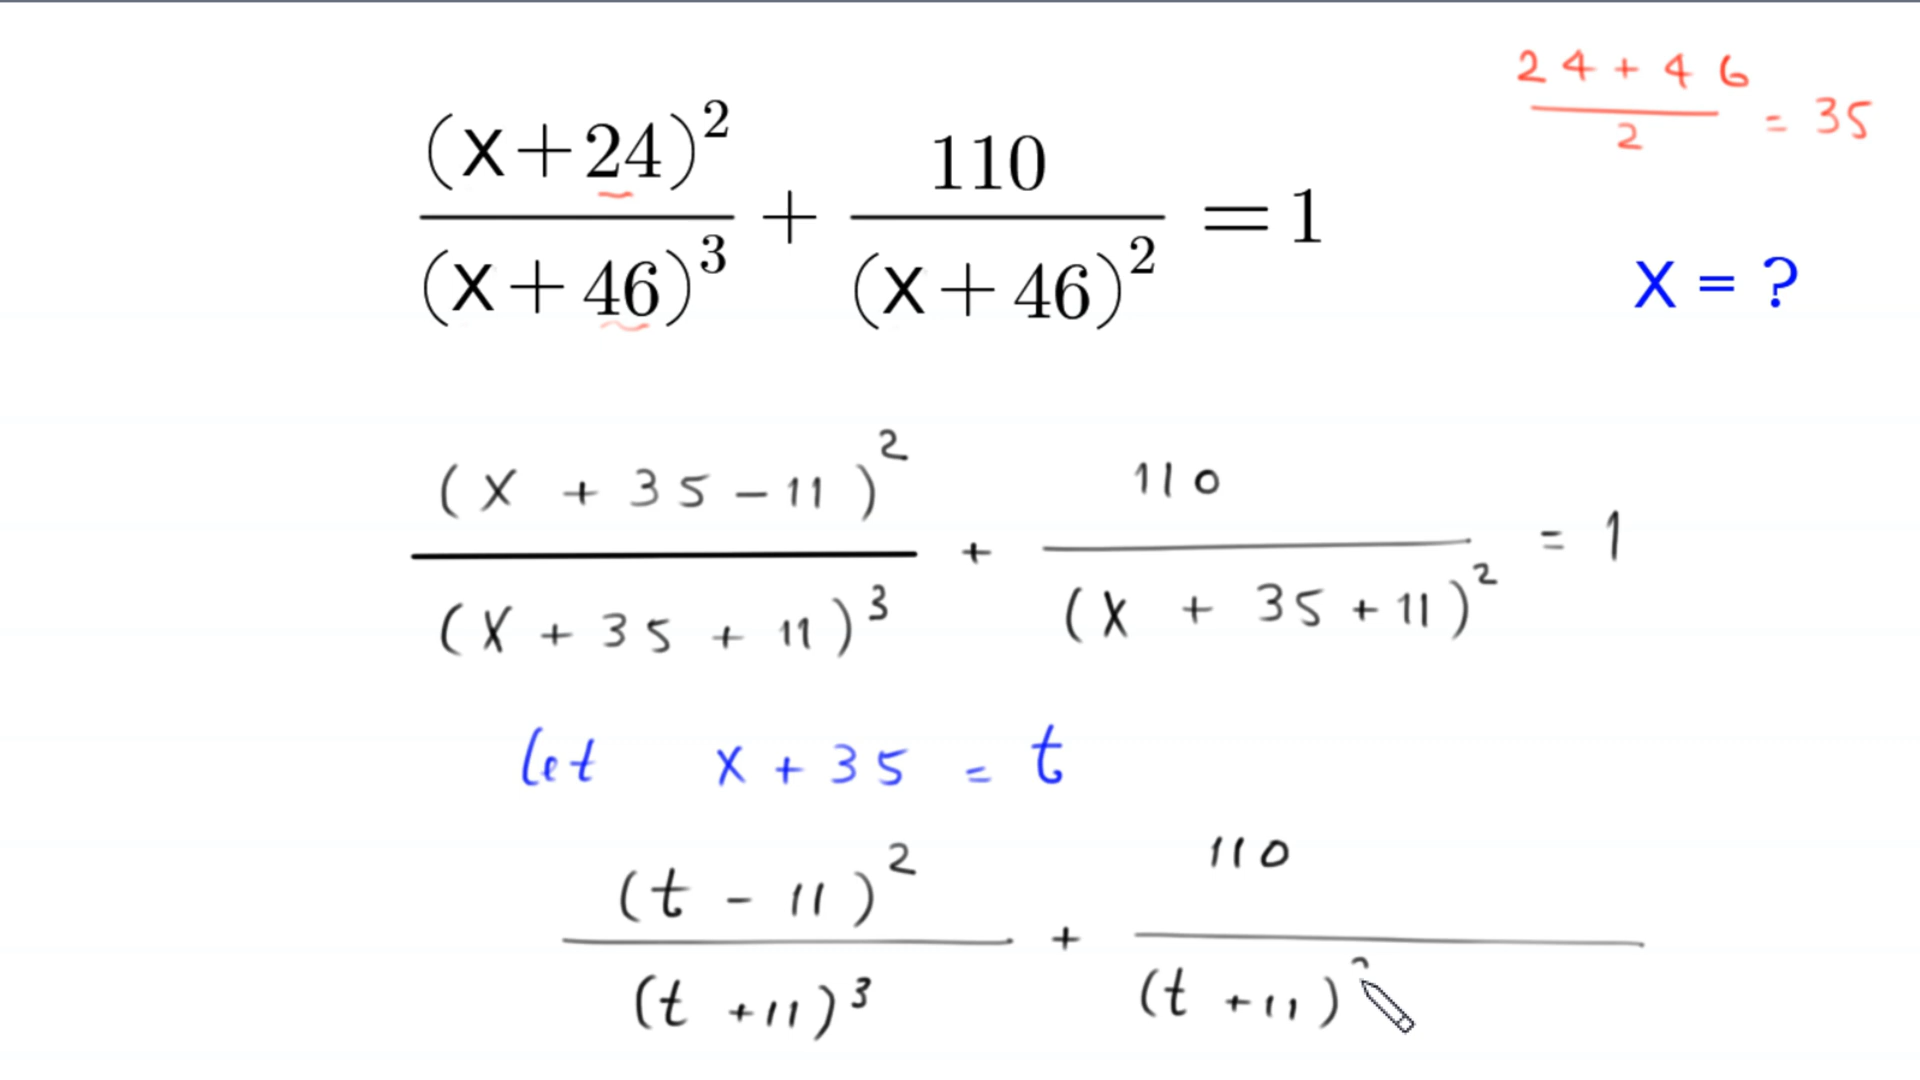 (x+24)² / (x+46)³ + 110 / (x+46)² = 1
24+46 / 2 = 35
x = ?
(x + 35 - 11)² / (x + 35 + 11)³ + 110 / (x + 35 + 11)² = 1
let x + 35 = t
(t - 11)² / (t + 11)³ + 110 / (t + 11)